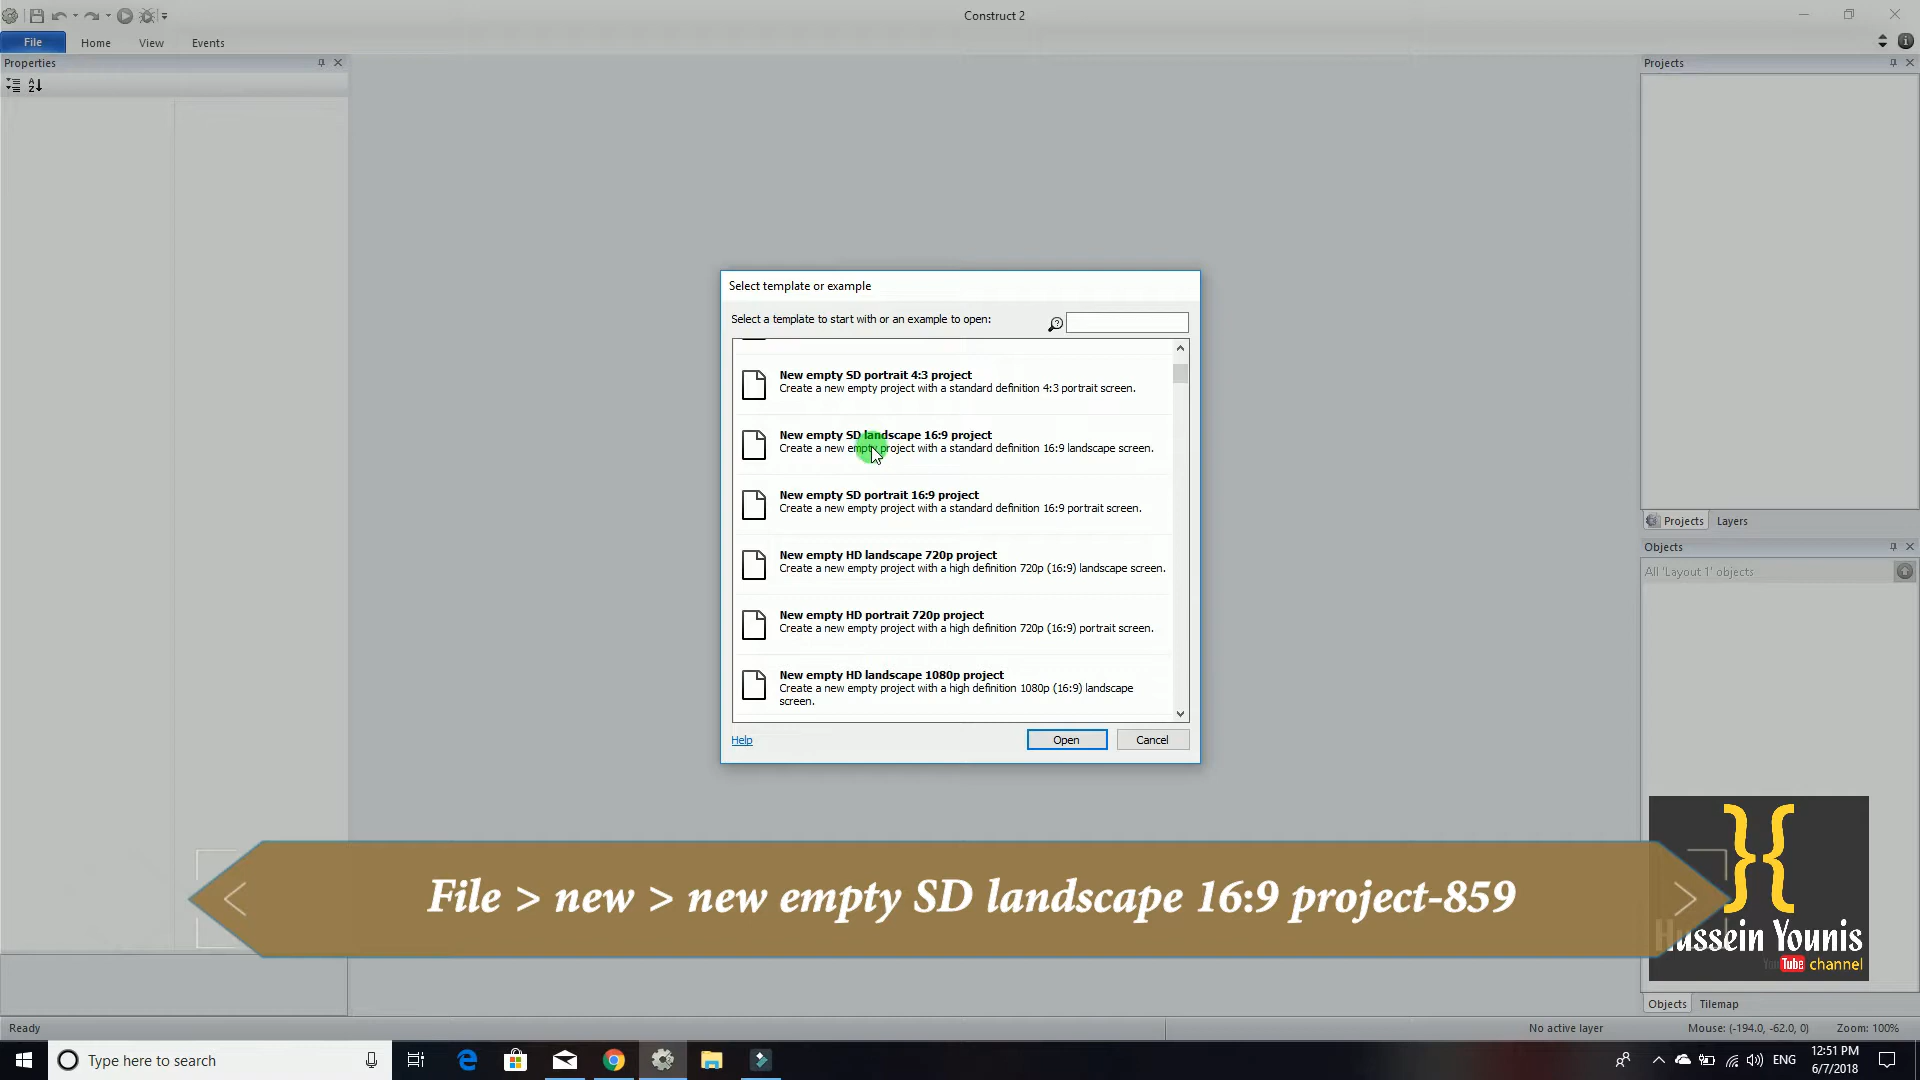 Construct 2
File Home View Events
Properties
Projects
Select template or example
Select a template to start with or an example to open:
New empty SD portrait 4:3 project
Create a new empty project with a standard definition 4:3 portrait screen.
New empty SD landscape 16:9 project
Create a new empty project with a standard definition 16:9 landscape screen.
New empty SD portrait 16:9 project
Create a new empty project with a standard definition 16:9 portrait screen.
New empty HD landscape 720p project
Create a new empty project with a high definition 720p (16:9) landscape screen.
New empty HD portrait 720p project
Create a new empty project with a high definition 720p (16:9) portrait screen.
New empty HD landscape 1080p project
Create a new empty project with a high definition 1080p (16:9) landscape
screen.
Help Open Cancel
Projects Layers
Objects
All 'Layout 1' objects
File > new > new empty SD landscape 16:9 project-859
Hussein Younis
YouTube channel
Objects Tilemap
Ready No active layer Mouse: (-194.0, -62.0, 0) Zoom: 100%
Type here to search
ENG
12:51 PM
6/7/2018